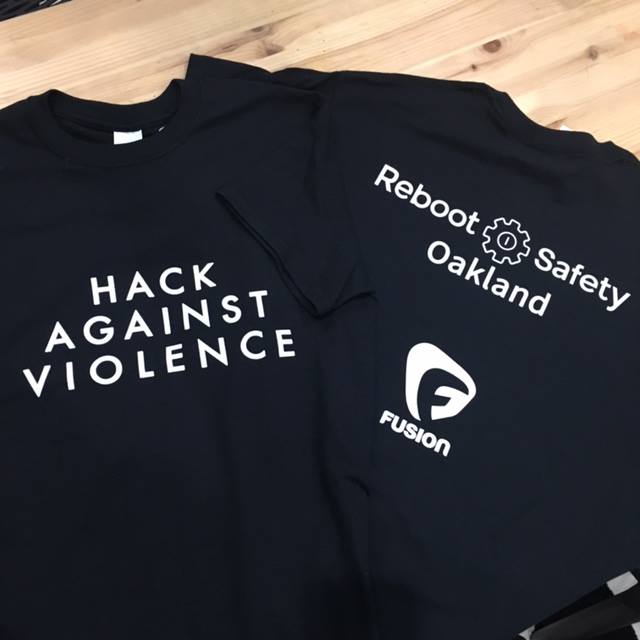 HACK
AGAINST
VIOLENCE
Reboot Safety
Oakland
FUSION